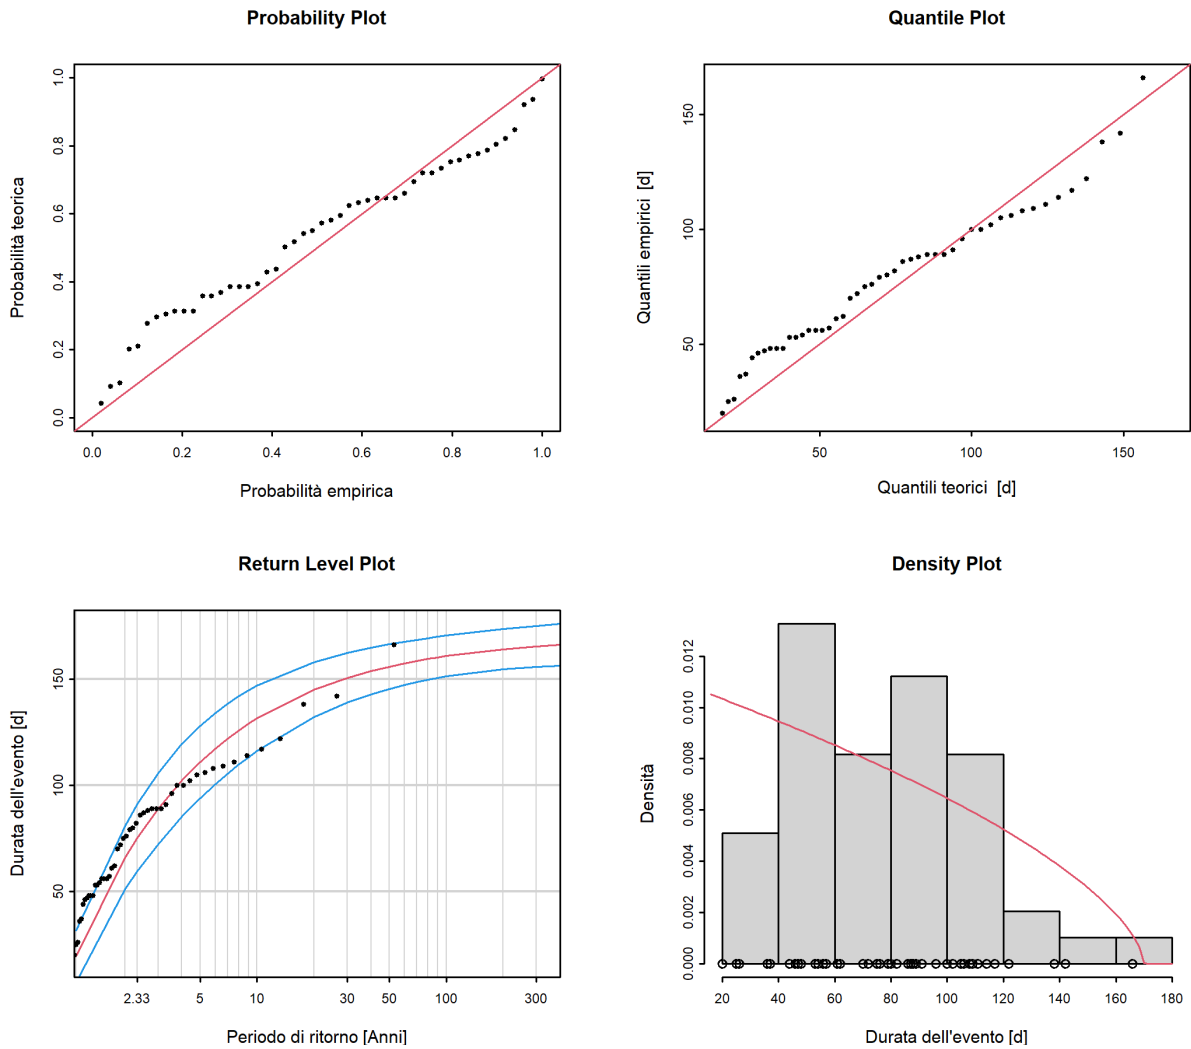 Probability Plot
Probabilità teorica
1.0
0.8
0.6
0.4
0.2
0.0
0.0 0.2 0.4 0.6 0.8 1.0
Probabilità empirica
Quantile Plot
Quantili empirici [d]
150
100
50
50 100 150
Quantili teorici [d]
Return Level Plot
Durata dell'evento [d]
150
100
50
2.33 5 10 30 50 100 300
Periodo di ritorno [Anni]
Density Plot
Densità
0.012
0.010
0.008
0.006
0.004
0.002
0.000
20 40 60 80 100 120 140 160 180
Durata dell'evento [d]